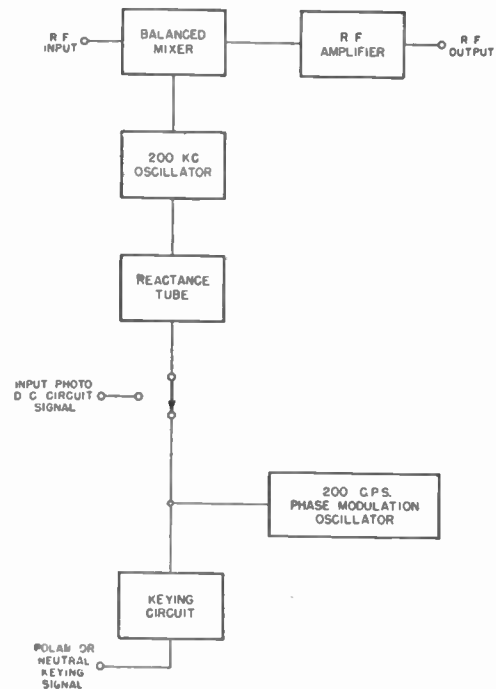 R F
INPUT
BALANCED
MIXER
R F
AMPLIFIER
R F
OUTPUT
200 KC
OSCILLATOR
REACTANCE
TUBE
INPUT PHOTO
D C CIRCUIT
SIGNAL
200 C.P.S.
PHASE MODULATION
OSCILLATOR
KEYING
CIRCUIT
POLAR OR
NEUTRAL
KEYING
SIGNAL